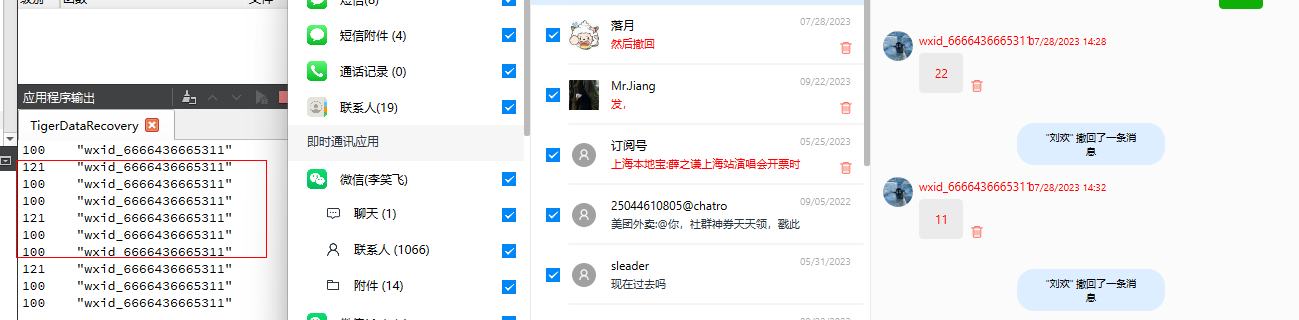 级别 函数 文件
应用程序输出
TigerDataRecovery
100 "wxid_6666436665311"
121 "wxid_6666436665311"
100 "wxid_6666436665311"
100 "wxid_6666436665311"
121 "wxid_6666436665311"
100 "wxid_6666436665311"
100 "wxid_6666436665311"
121 "wxid_6666436665311"
100 "wxid_6666436665311"
100 "wxid_6666436665311"
短信(8)
短信附件 (4)
通话记录 (0)
联系人(19)
即时通讯应用
微信(李笑飞)
聊天 (1)
联系人 (1066)
附件 (14)
落月
07/28/2023
然后撤回
Mr.Jiang
09/22/2023
发,
订阅号
05/25/2023
上海本地宝:薛之谦上海站演唱会开票时
25044610805@chatro
09/05/2022
美团外卖:@你，社群神券天天领，戳此
sleader
05/31/2023
现在过去吗
wxid_6666436665311 07/28/2023 14:28
22
"刘欢" 撤回了一条消
息
wxid_6666436665311 07/28/2023 14:32
11
"刘欢" 撤回了一条消
息